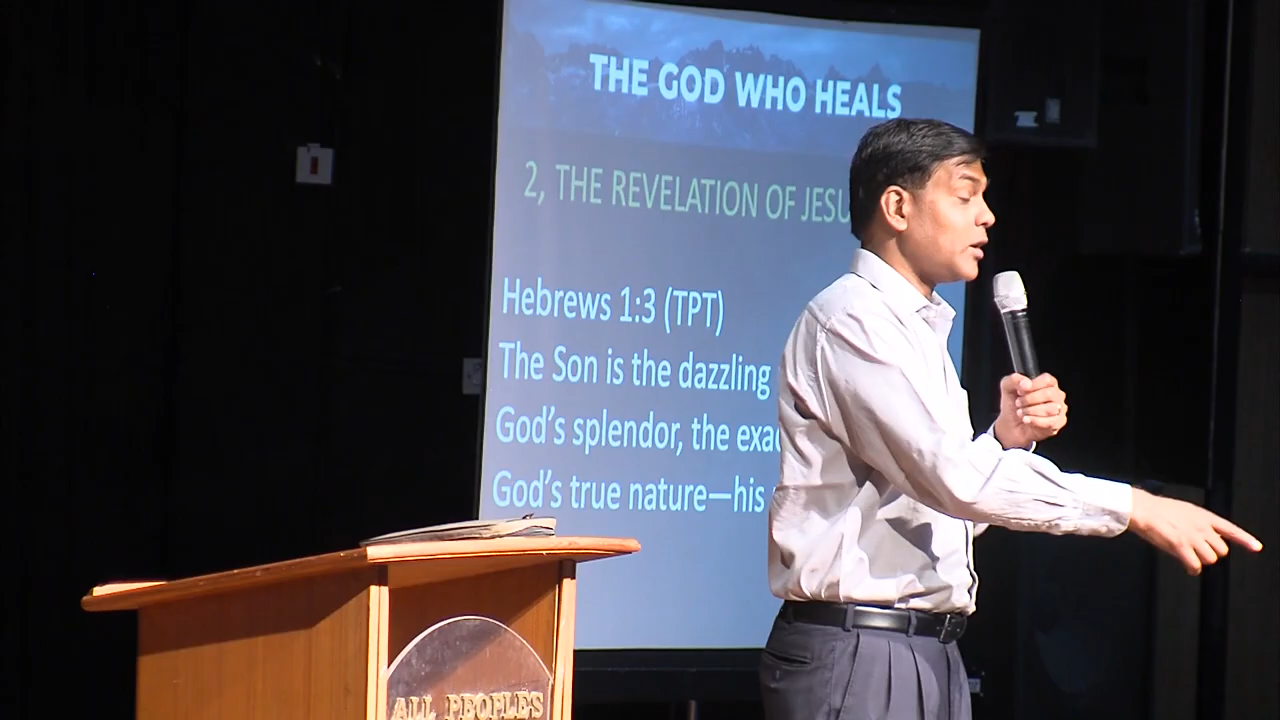 THE GOD WHO HEALS
2, THE REVELATION OF JESU
Hebrews 1:3 (TPT)
The Son is the dazzling
God's splendor, the exac
God's true nature—his
ALL PEOPLES